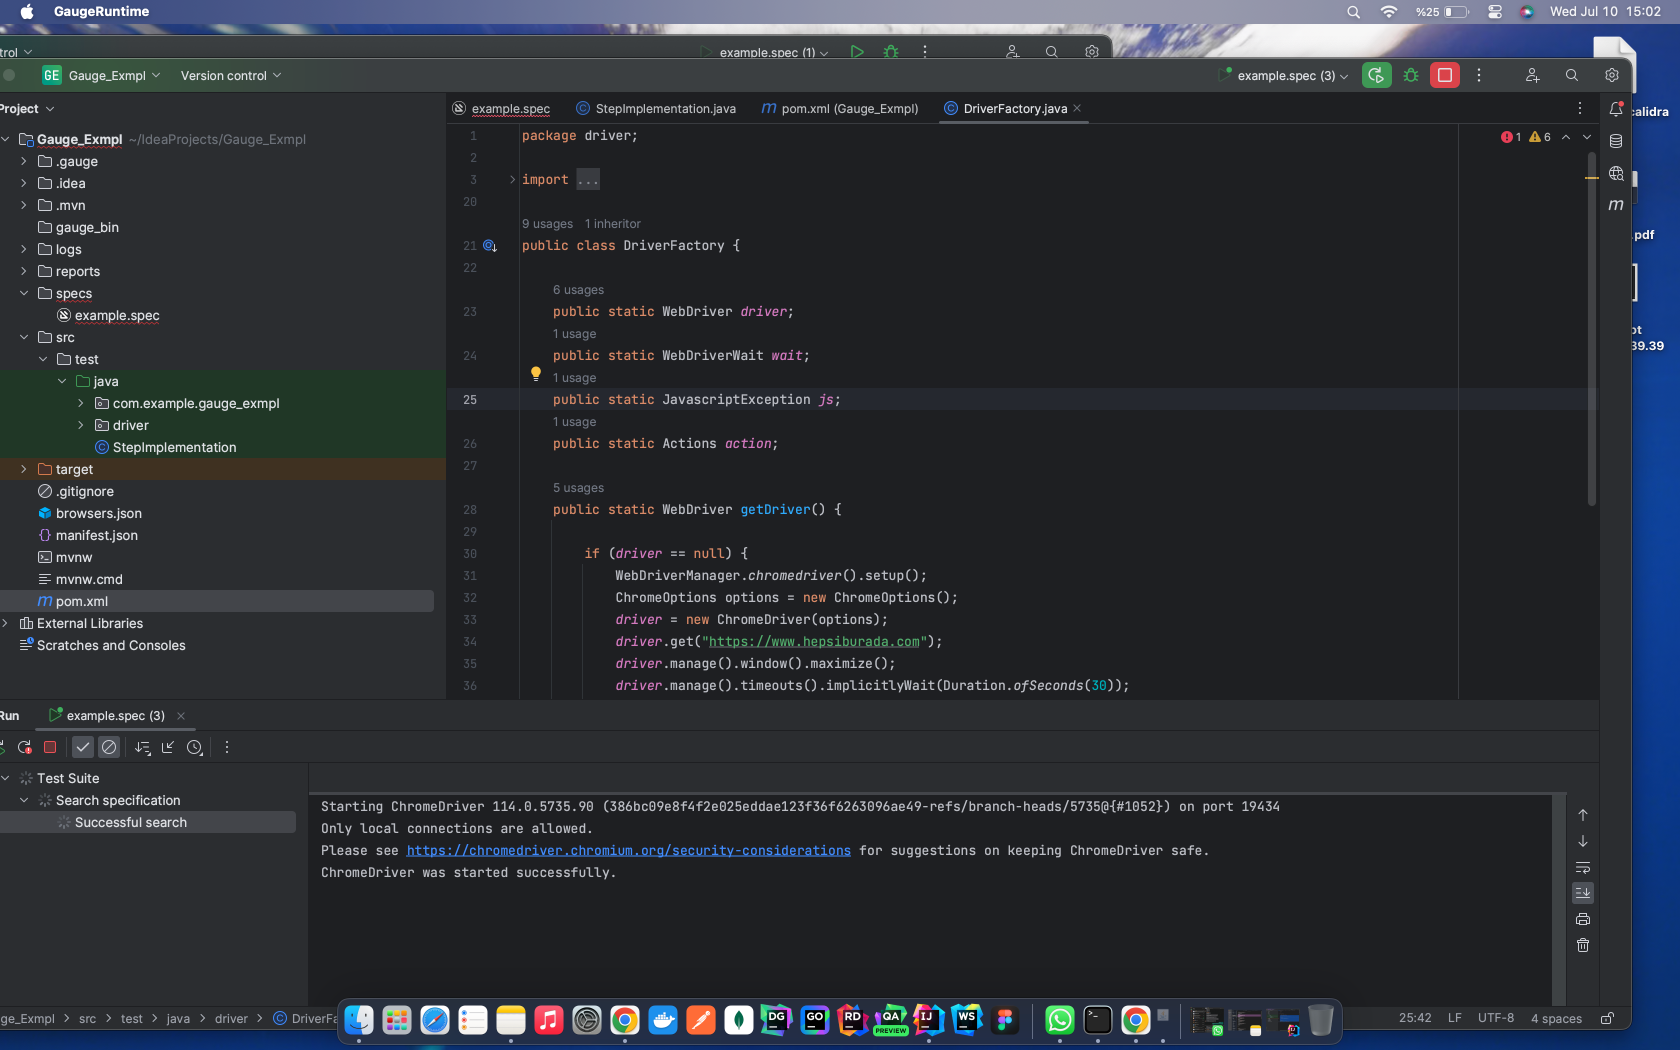 GaugeRuntime
%25
Wed Jul 10 15:02
trol
example.spec (1)
GE
Gauge_Exmpl
Version control
example.spec (3)
Project
example.spec
StepImplementation.java
m pom.xml (Gauge_Exmpl)
DriverFactory.java
calidra
Gauge_Exmpl ~/IdeaProjects/Gauge_Exmpl
.gauge
.idea
.mvn
gauge_bin
logs
reports
specs
example.spec
src
test
java
com.example.gauge_exmpl
driver
StepImplementation
target
.gitignore
browsers.json
manifest.json
mvnw
mvnw.cmd
m pom.xml
External Libraries
Scratches and Consoles
1 package driver;
1 6
2
3 import ...
20
9 usages 1 inheritor
21 public class DriverFactory {
22
6 usages
23 public static WebDriver driver;
1 usage
24 public static WebDriverWait wait;
1 usage
25 public static JavascriptException js;
1 usage
26 public static Actions action;
27
5 usages
28 public static WebDriver getDriver() {
29
30 if (driver == null) {
31 WebDriverManager.chromedriver().setup();
32 ChromeOptions options = new ChromeOptions();
33 driver = new ChromeDriver(options);
34 driver.get("https://www.hepsiburada.com");
35 driver.manage().window().maximize();
36 driver.manage().timeouts().implicitlyWait(Duration.ofSeconds(30));
m
.pdf
ot
39.39
Run
example.spec (3)
Test Suite
Search specification
Successful search
Starting ChromeDriver 114.0.5735.90 (386bc09e8f4f2e025eddae123f36f6263096ae49-refs/branch-heads/5735@{#1052}) on port 19434
Only local connections are allowed.
Please see https://chromedriver.chromium.org/security-considerations for suggestions on keeping ChromeDriver safe.
ChromeDriver was started successfully.
ge_Exmpl
src
test
java
driver
DriverFa
DG
GO
RD
QA
PREVIEW
IJ
WS
25:42
LF
UTF-8
4 spaces